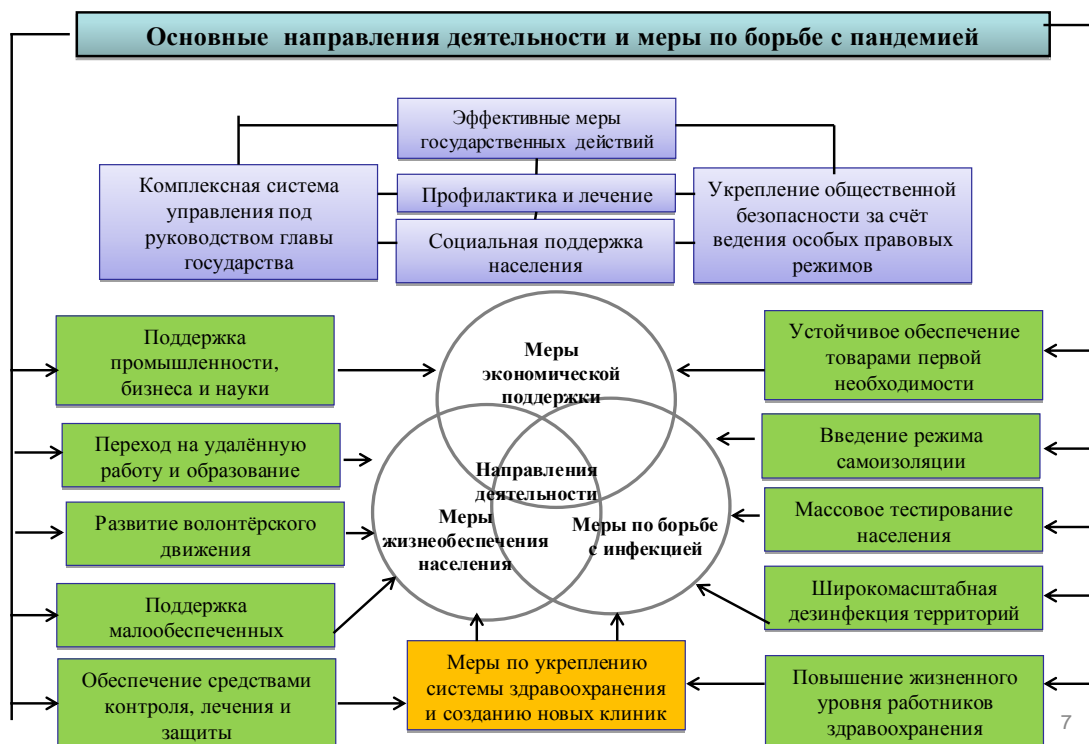 Основные направления деятельности и меры по борьбе с пандемией
Эффективные меры
государственных действий
Комплексная система
управления под
руководством главы
государства
Профилактика и лечение
Социальная поддержка
населения
Укрепление общественной
безопасности за счёт
ведения особых правовых
режимов
Поддержка
промышленности,
бизнеса и науки
Переход на удалённую
работу и образование
Развитие волонтёрского
движения
Поддержка
малообеспеченных
Обеспечение средствами
контроля, лечения и
защиты
Меры
экономической
поддержки
Направления
деятельности
Меры
жизнеобеспечения
населения
Меры по борьбе
с инфекцией
Меры по укреплению
системы здравоохранения
и созданию новых клиник
Устойчивое обеспечение
товарами первой
необходимости
Введение режима
самоизоляции
Массовое тестирование
населения
Широкомасштабная
дезинфекция территорий
Повышение жизненного
уровня работников
здравоохранения
7